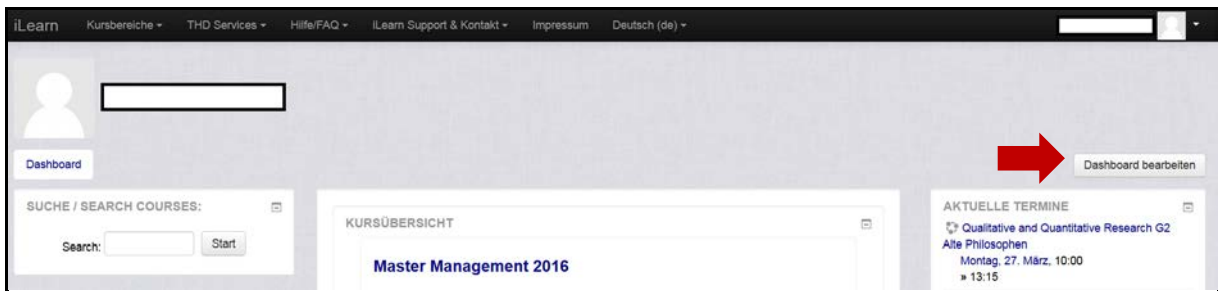 iLearn Kursbereiche THD Services Hilfe/FAQ iLearn Support & Kontakt Impressum Deutsch (de)
Dashboard
Dashboard bearbeiten
SUCHE / SEARCH COURSES:
Search: Start
KURSÜBERSICHT
Master Management 2016
AKTUELLE TERMINE
Qualitative and Quantitative Research G2
Alte Philosophen
Montag, 27. März, 10:00
» 13:15